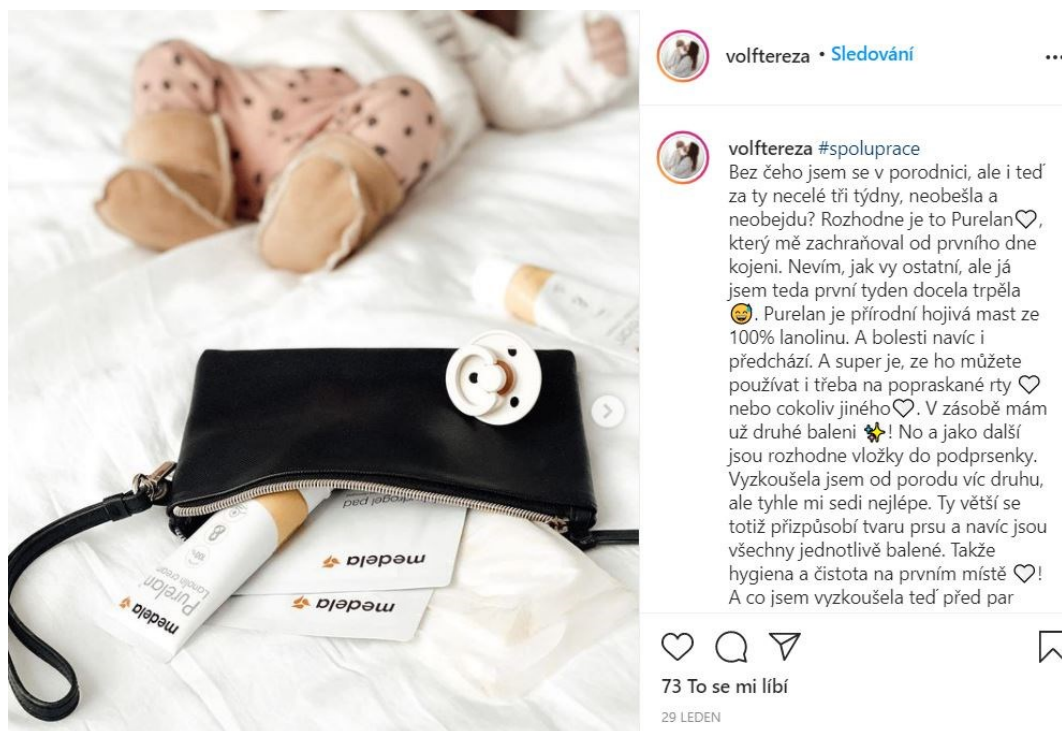 volftereza • Sledování
volftereza #spoluprace
Bez čeho jsem se v porodnici, ale i teď
za ty necelé tři týdny, neobešla a
neobejdu? Rozhodne je to Purelan♡,
který mě zachraňoval od prvního dne
kojeni. Nevím, jak vy ostatní, ale já
jsem teda první tyden docela trpěla
😅. Purelan je přírodní hojivá mast ze
100% lanolinu. A bolesti navíc i
předchází. A super je, ze ho můžete
používat i třeba na popraskané rty ♡
nebo cokoliv jiného♡. V zásobě mám
už druhé baleni ✨! No a jako další
jsou rozhodne vložky do podprsenky.
Vyzkoušela jsem od porodu víc druhu,
ale tyhle mi sedi nejlépe. Ty větší se
totiž přizpůsobí tvaru prsu a navíc jsou
všechny jednotlivě balené. Takže
hygiena a čistota na prvním místě ♡!
A co jsem vyzkoušela teď před par
73 To se mi líbí
29 LEDEN
medela
Purelan
Lanolin cream
hydrogel pad
medela
medela